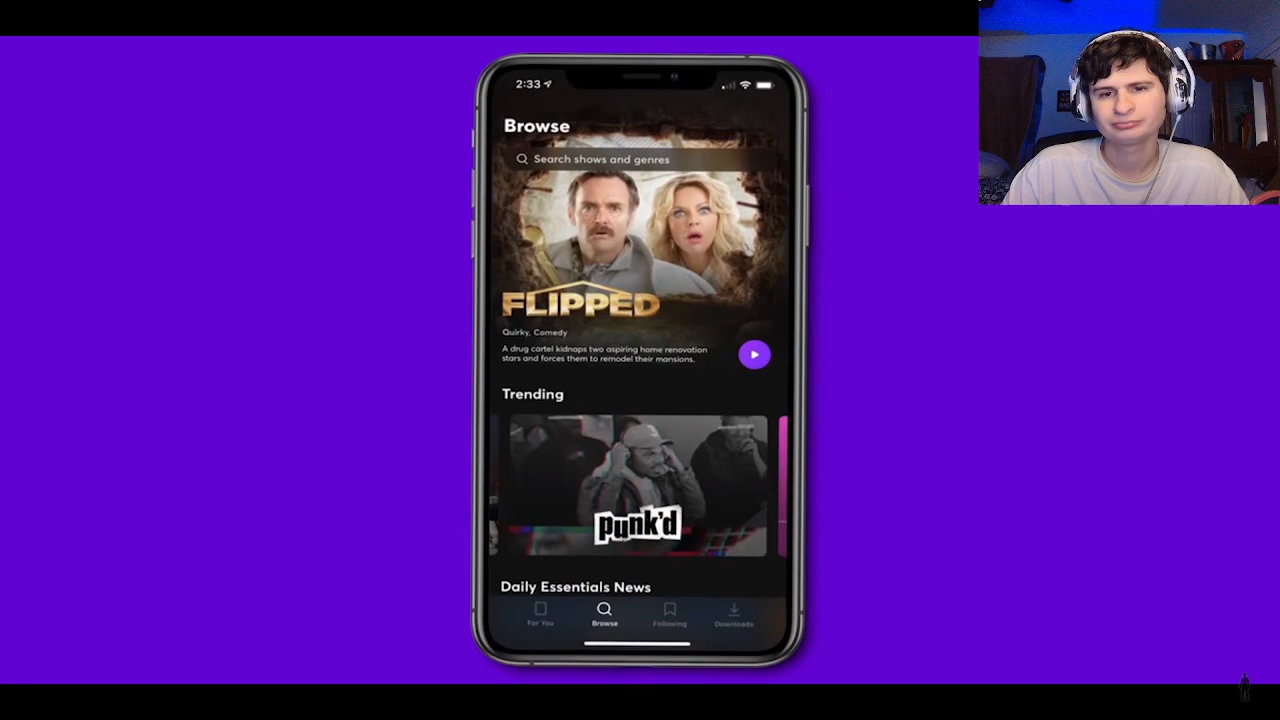 2:33
Browse
Search shows and genres
FLIPPED
Quirky, Comedy
A drug cartel kidnaps two aspiring home renovation
stars and forces them to remodel their mansions.
Trending
punk'd
Daily Essentials News
For You Browse Following Downloads